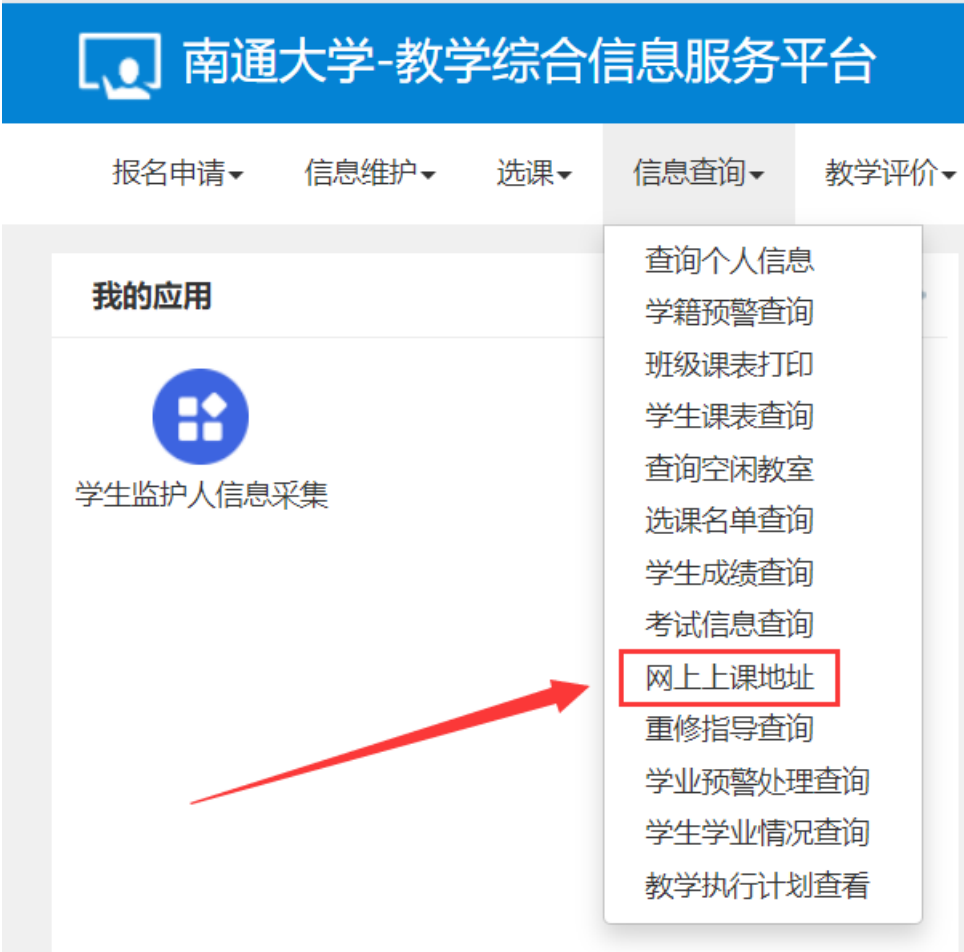 南通大学-教学综合信息服务平台
报名申请 信息维护 选课 信息查询 教学评价
查询个人信息
我的应用
学籍预警查询
班级课表打印
学生课表查询
查询空闲教室
学生监护人信息采集
选课名单查询
学生成绩查询
考试信息查询
网上上课地址
重修指导查询
学业预警处理查询
学生学业情况查询
教学执行计划查看